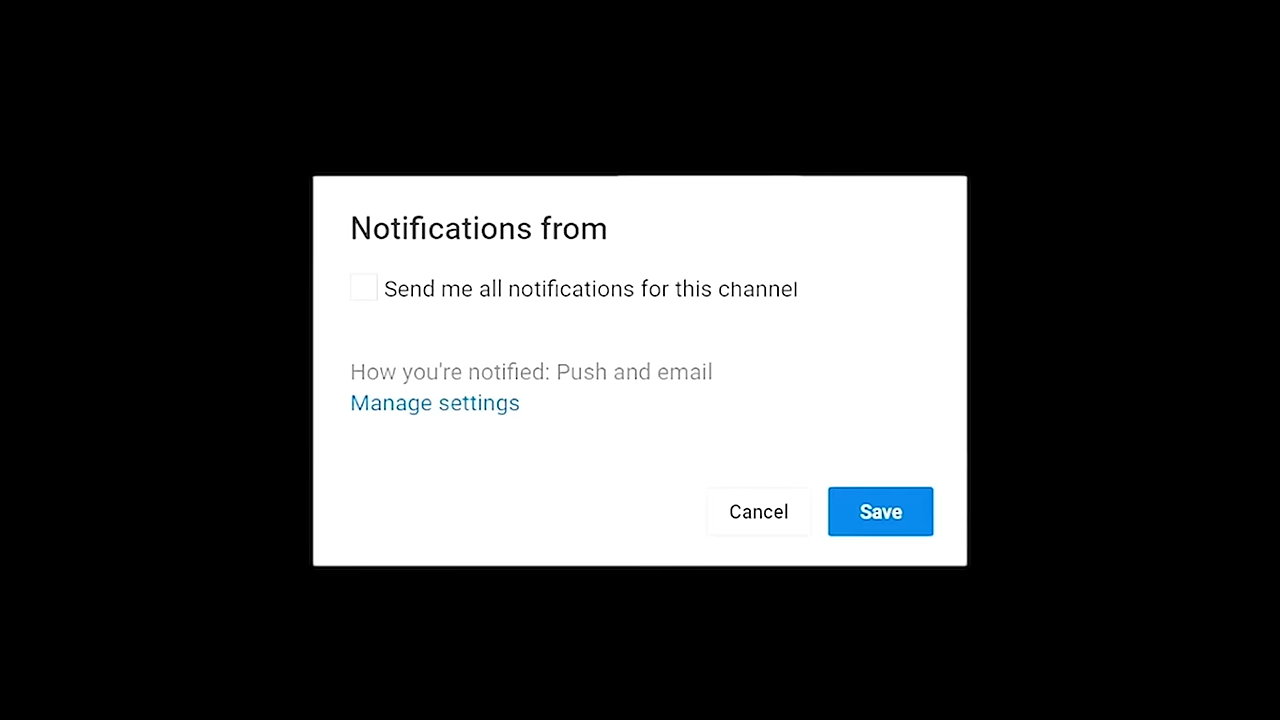 Notifications from
Send me all notifications for this channel
How you're notified: Push and email
Manage settings
Cancel
Save